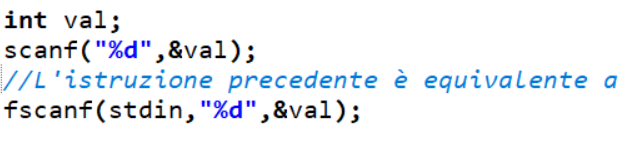 int val;
scanf("%d",&val);
//L'istruzione precedente è equivalente a
fscanf(stdin,"%d",&val);